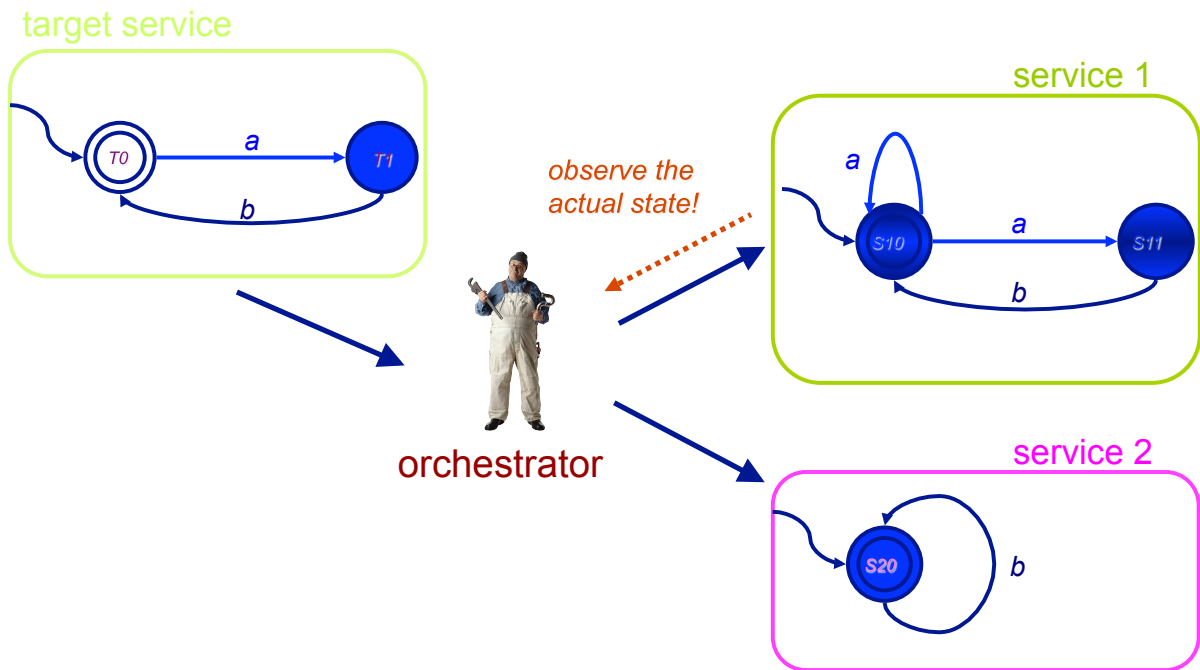 target service
T0
a
T1
b
observe the
actual state!
orchestrator
service 1
a
S10
a
S11
b
service 2
S20
b